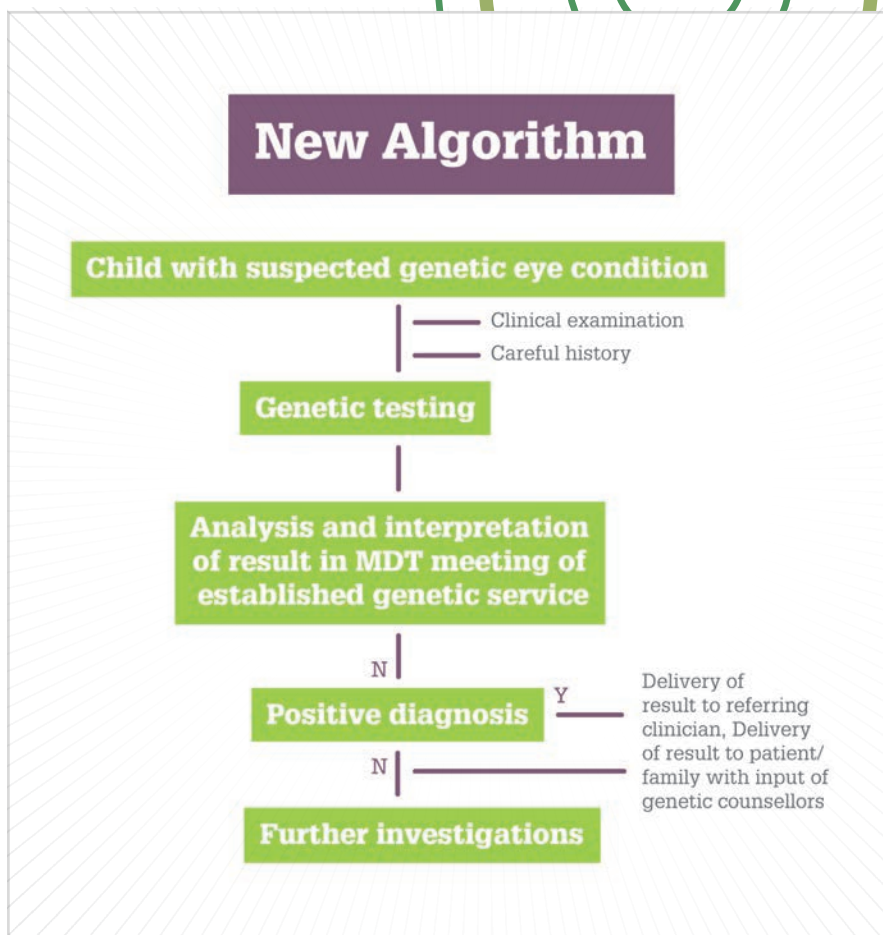 New Algorithm
Child with suspected genetic eye condition
Clinical examination
Careful history
Genetic testing
Analysis and interpretation
of result in MDT meeting of
established genetic service
N
Positive diagnosis
Y
Delivery of
result to referring
clinician, Delivery
of result to patient/
family with input of
genetic counsellors
N
Further investigations